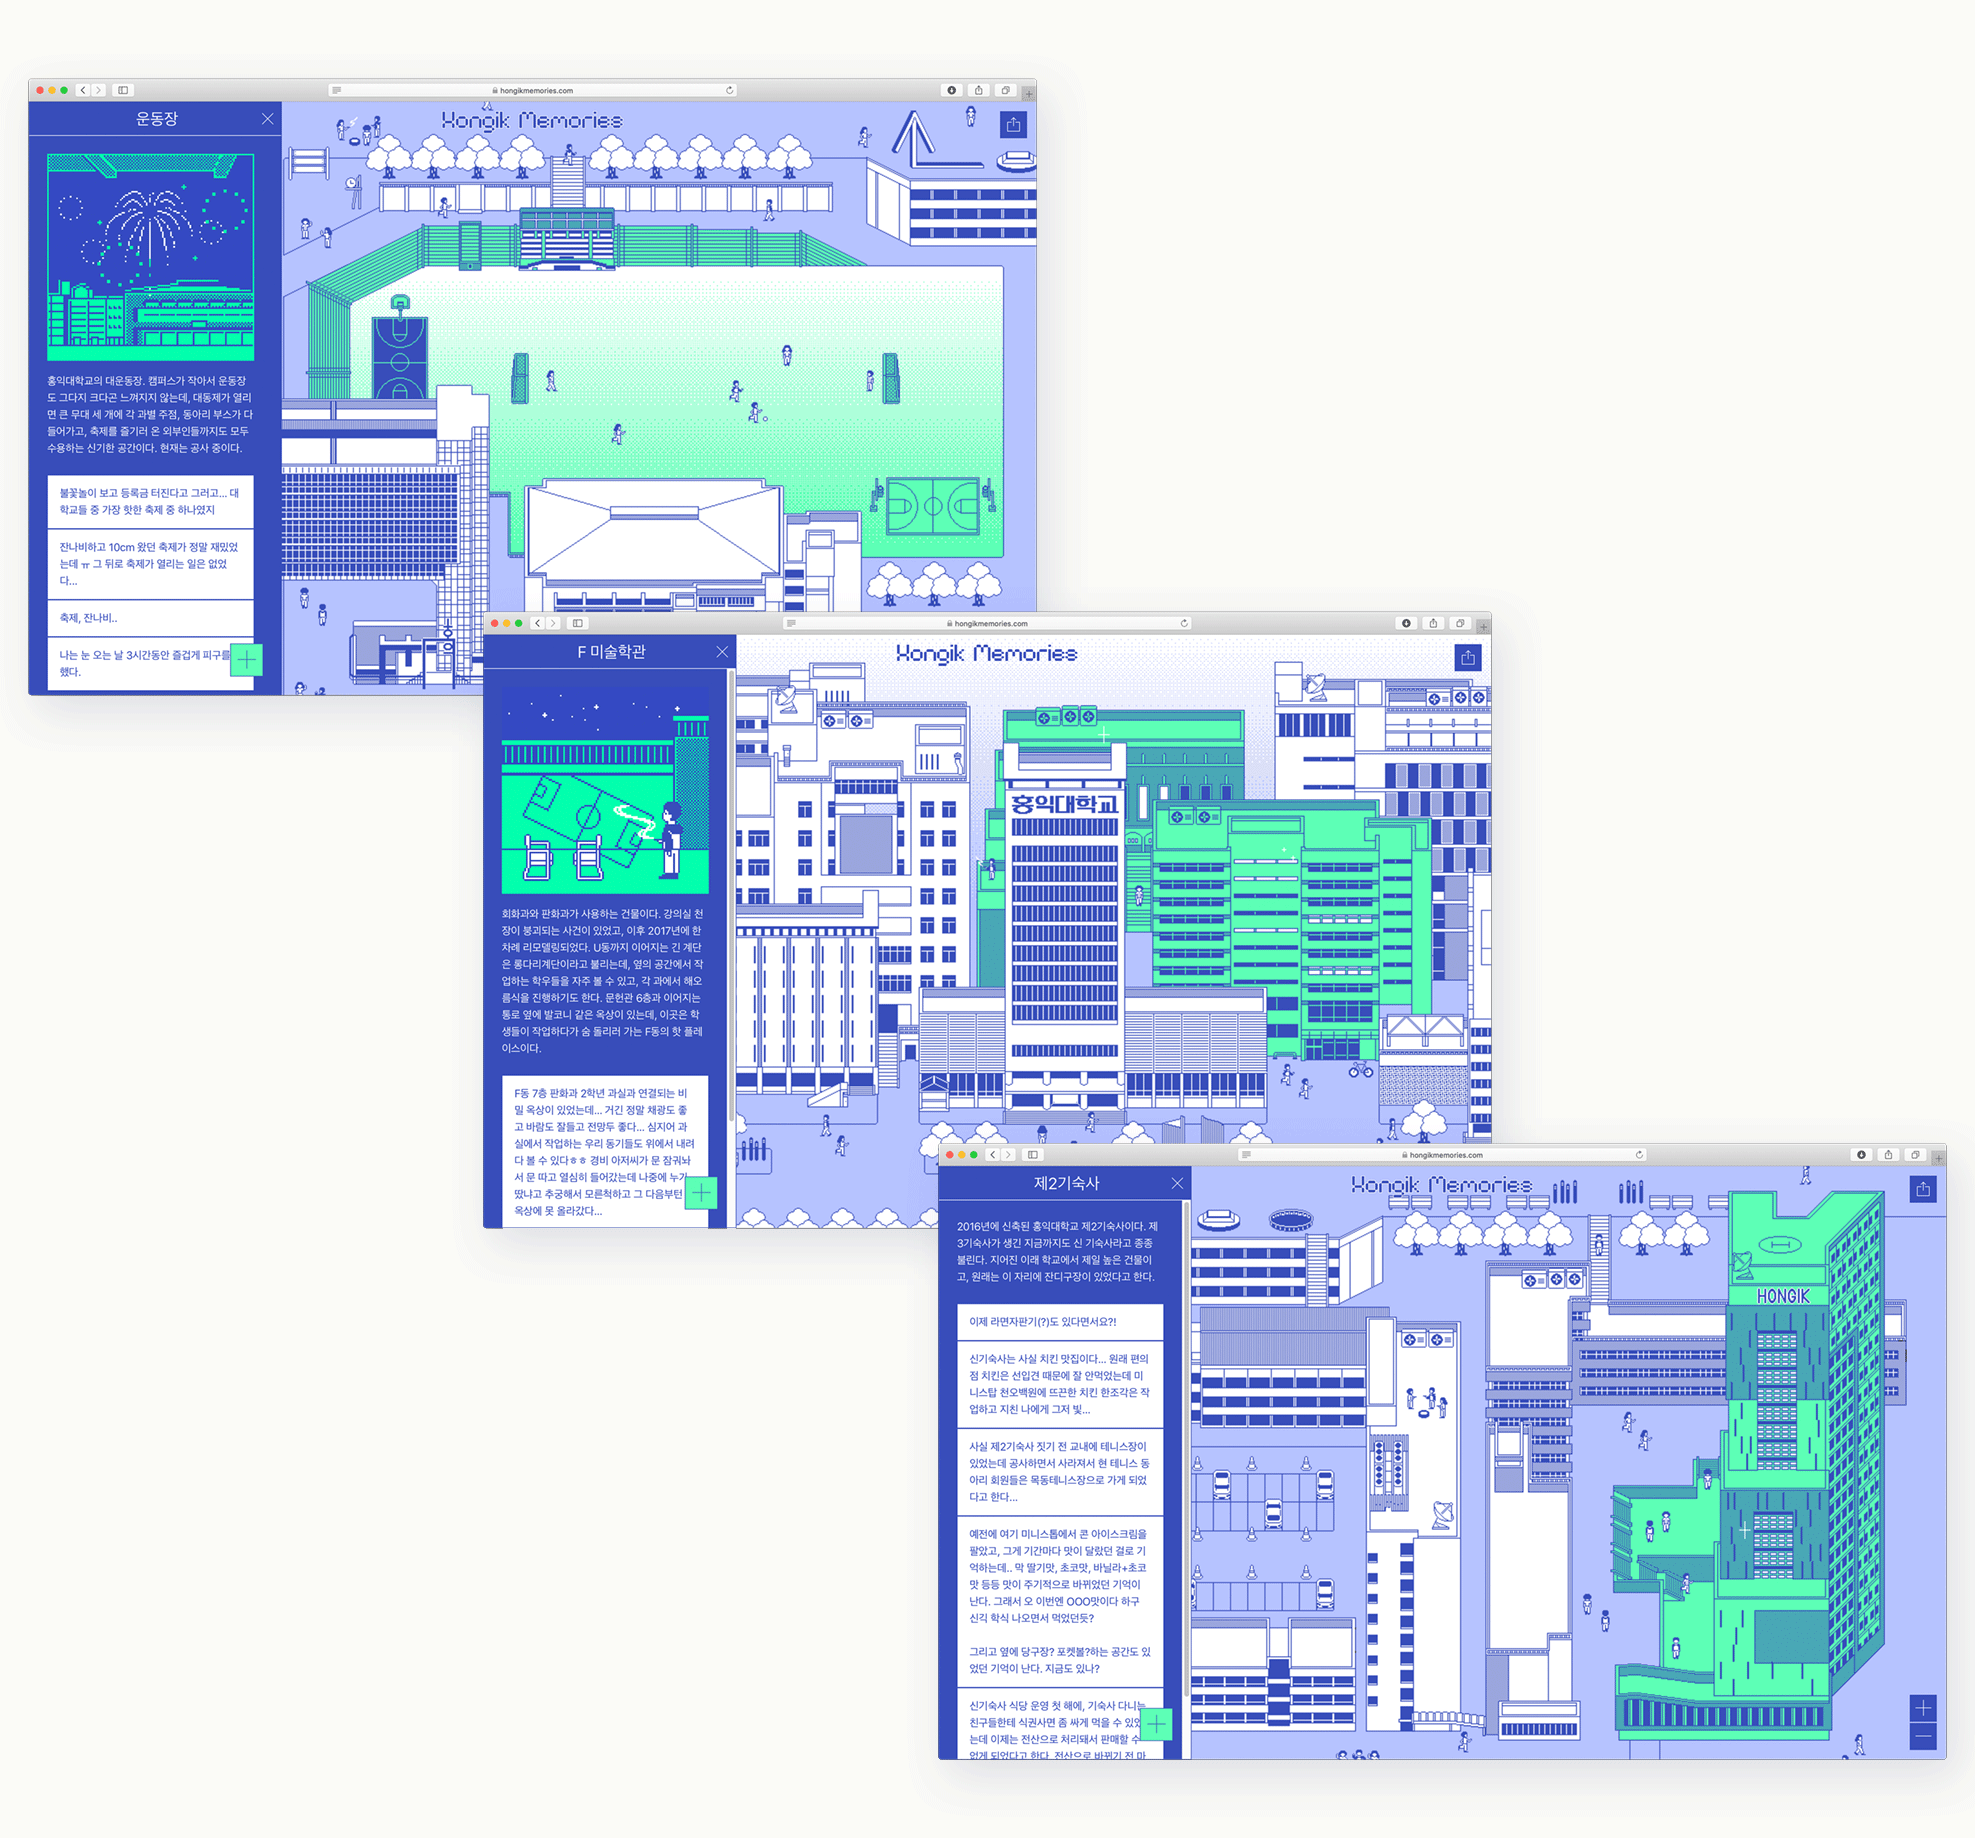 hongikmemories.com
운동장
Hongik Memories
홍익대학교의 대운동장. 캠퍼스가 작아서 운동장
도 그다지 크다곤 느껴지지 않는데, 대동제가 열리
면 큰 무대 세 개에 각 과별 주점, 동아리 부스가 다
들어가고, 축제를 즐기러 온 외부인들까지도 모두
수용하는 신기한 공간이다. 현재는 공사 중이다.
불꽃놀이 보고 등록금 터진다고 그러고... 대
학교들 중 가장 핫한 축제 중 하나였지
잔나비하고 10cm 왔던 축제가 정말 재밌었
는데 ㅠ 그 뒤로 축제가 열리는 일은 없었
다...
축제, 잔나비..
나는 눈 오는 날 3시간동안 즐겁게 피구를
했다.
hongikmemories.com
F 미술학관
Hongik Memories
홍익대학교
회화과와 판화과가 사용하는 건물이다. 강의실 천
장이 붕괴되는 사건이 있었고, 이후 2017년에 한
차례 리모델링되었다. U동까지 이어지는 긴 계단
은 롱다리계단이라고 불리는데, 옆의 공간에서 작
업하는 학우들을 자주 볼 수 있고, 각 과에서 해오
름식을 진행하기도 한다. 문헌관 6층과 이어지는
통로 옆에 발코니 같은 옥상이 있는데, 이곳은 학
생들이 작업하다가 숨 돌리러 가는 F동의 핫 플레
이스이다.
F동 7층 판화과 2학년 과실과 연결되는 비
밀 옥상이 있었는데... 거긴 정말 채광도 좋
고 바람도 잘들고 전망두 좋다... 심지어 과
실에서 작업하는 우리 동기들도 위에서 내려
다 볼 수 있다ㅎㅎ 경비 아저씨가 문 잠궈놔
서 문 따고 열심히 들어갔는데 나중에 누가
땄냐고 추궁해서 모른척하고 그 다음부턴
옥상에 못 올라갔다...
hongikmemories.com
제2기숙사
Hongik Memories
HONGIK
2016년에 신축된 홍익대학교 제2기숙사이다. 제
3기숙사가 생긴 지금까지도 신 기숙사라고 종종
불린다. 지어진 이래 학교에서 제일 높은 건물이
고, 원래는 이 자리에 잔디구장이 있었다고 한다.
이제 라면자판기(?)도 있다면서요?!
신기숙사는 사실 치킨 맛집이다... 원래 편의
점 치킨은 선입견 때문에 잘 안먹었는데 미
니스탑 천오백원에 뜨끈한 치킨 한조각은 작
업하고 지친 나에게 그저 빛...
사실 제2기숙사 짓기 전 교내에 테니스장이
있었는데 공사하면서 사라져서 현 테니스 동
아리 회원들은 목동테니스장으로 가게 되었
다고 한다...
예전에 여기 미니스톱에서 콘 아이스크림을
팔았고, 그게 기간마다 맛이 달랐던 걸로 기
억하는데.. 막 딸기맛, 초코맛, 바닐라+초코
맛 등등 맛이 주기적으로 바뀌었던 기억이
난다. 그래서 오 이번엔 OOO맛이다 하구
신긱 학식 나오면서 먹었던듯?
그리고 옆에 당구장? 포켓볼?하는 공간도 있
었던 기억이 난다. 지금도 있나?
신기숙사 식당 운영 첫 해에, 기숙사 다니는
친구들한테 식권사면 좀 싸게 먹을 수 있었
는데 이제는 전산으로 처리돼서 판매할 수
없게 되었다고 한다. 전산으로 바뀌기 전 마